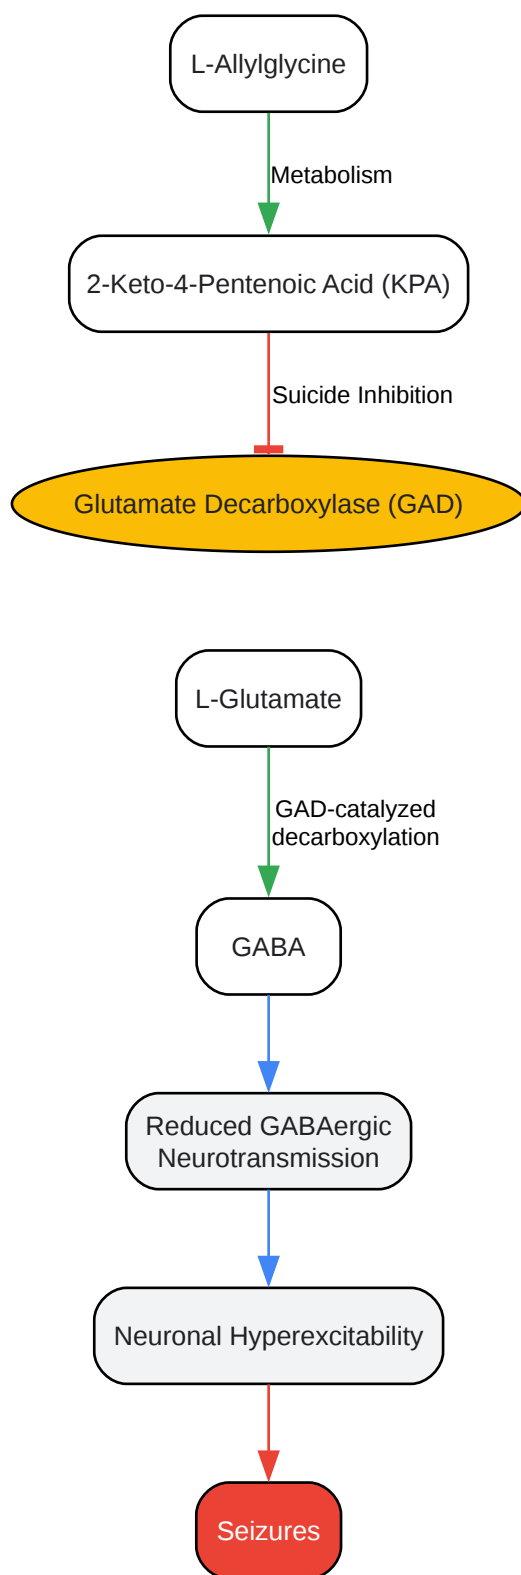 L-Allylglycine
Metabolism
2-Keto-4-Pentenoic Acid (KPA)
Suicide Inhibition
Glutamate Decarboxylase (GAD)
L-Glutamate
GAD-catalyzed
decarboxylation
GABA
Reduced GABAergic
Neurotransmission
Neuronal Hyperexcitability
Seizures